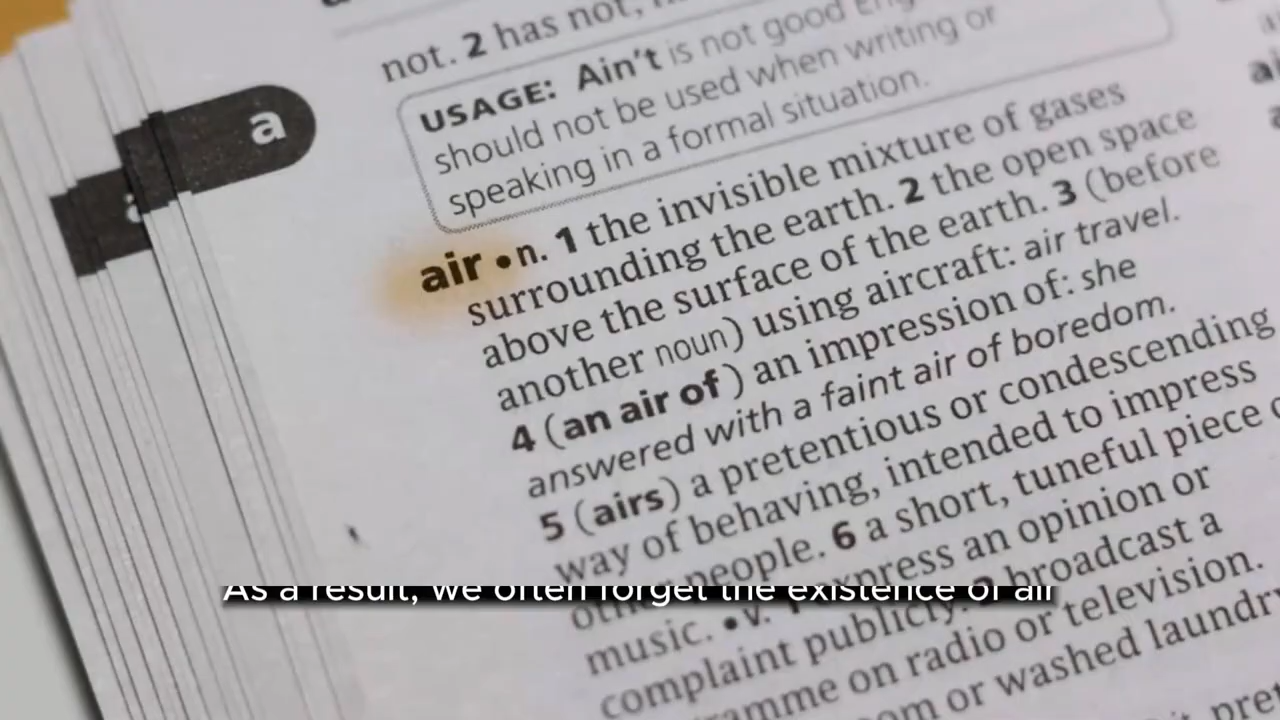 not. 2 has not,
USAGE: Ain't is not good
should not be used when writing or
speaking in a formal situation.
a
air • n. 1 the invisible mixture of gases
surrounding the earth. 2 the open space
above the surface of the earth. 3 (before
another noun) using aircraft: air travel.
4 (an air of) an impression of: she
answered with a faint air of boredom.
5 (airs) a pretentious or condescending
way of behaving, intended to impress
other people. 6 a short, tuneful piece
music. • v. 1 express an opinion or
complaint publicly. 2 broadcast a
on radio or television.
or washed laundry
As a result, we often forget the existence of air